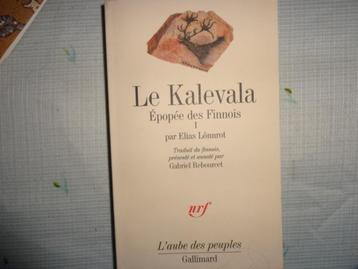 Le Kalevala
Épopée des Finnois
I
par Elias Lönnrot
Traduit du finnois,
présenté et annoté par
Gabriel Rebourcet
nrf
L'aube des peuples
Gallimard